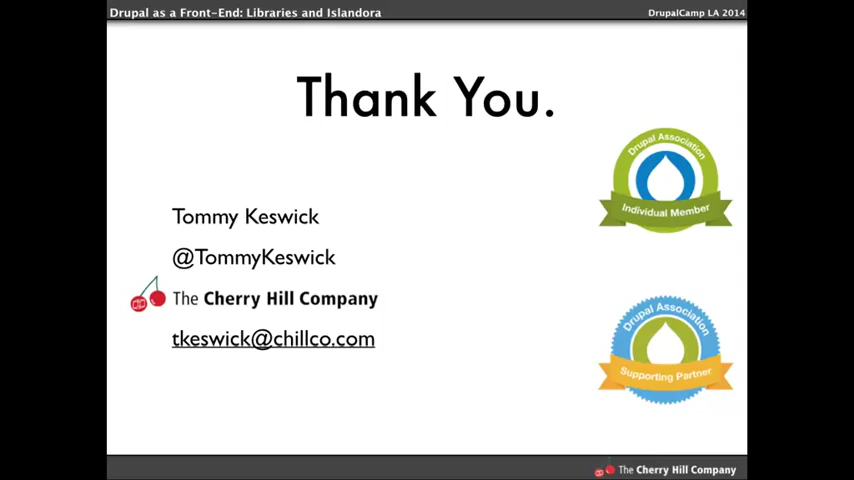 Drupal as a Front-End: Libraries and Islandora
DrupalCamp LA 2014
Thank You.
Drupal Association
Individual Member
Tommy Keswick
@TommyKeswick
The Cherry Hill Company
tkeswick@chillco.com
Drupal Association
Supporting Partner
The Cherry Hill Company